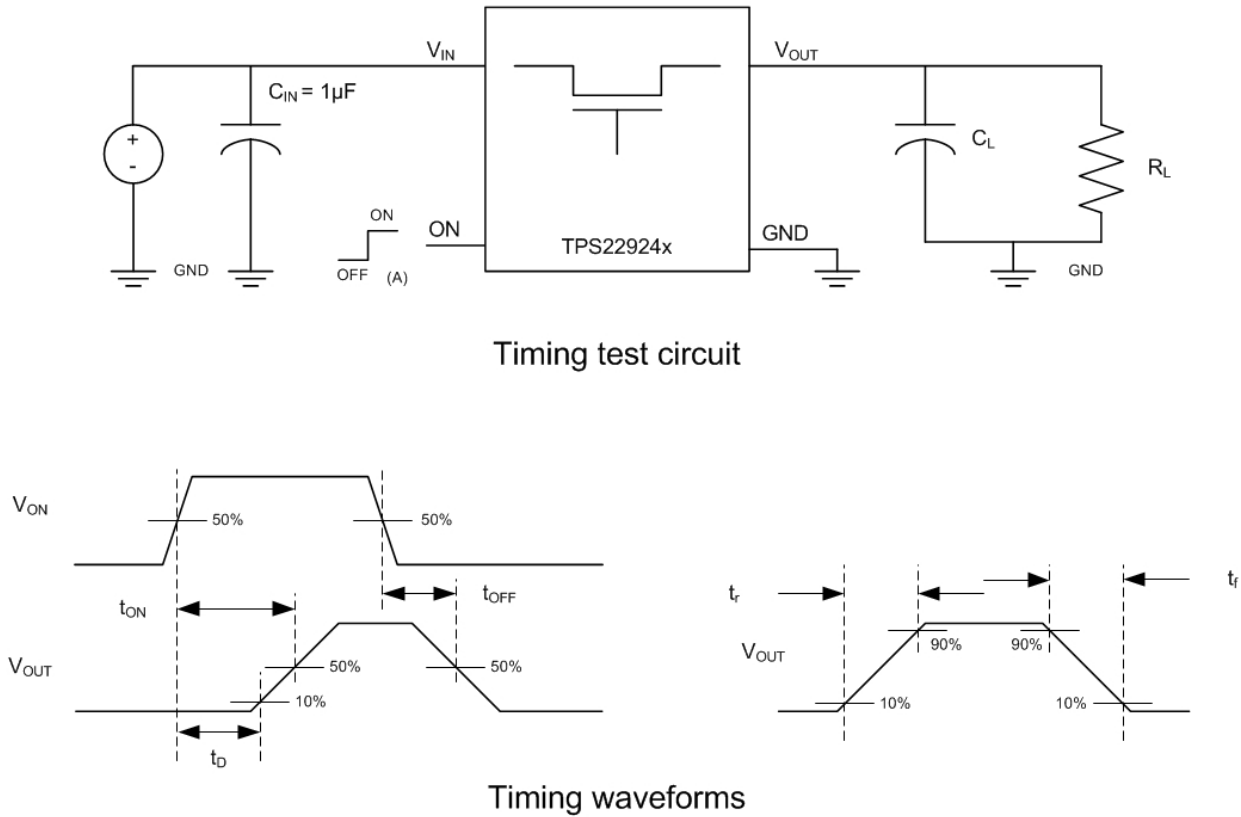 V_IN
V_OUT
C_IN = 1µF
+
-
C_L
R_L
ON
ON
GND
TPS22924x
OFF
(A)
GND
GND
Timing test circuit
V_ON
50%
50%
t_ON
t_OFF
t_r
t_f
V_OUT
50%
50%
10%
V_OUT
90%
90%
10%
10%
t_D
Timing waveforms